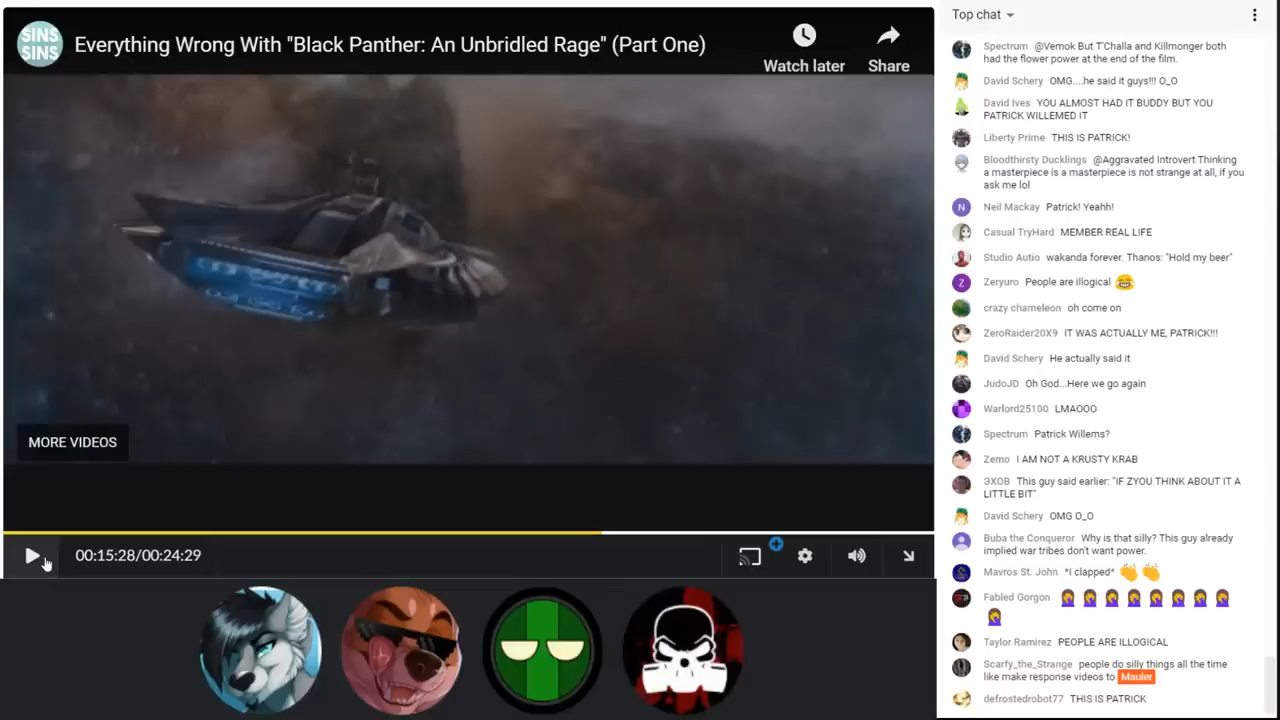 SINS
SINS
Everything Wrong With "Black Panther: An Unbridled Rage" (Part One)
Watch later
Share
MORE VIDEOS
00:15:28/00:24:29
Top chat
Spectrum @Vemok But T'Challa and Killmonger both
had the flower power at the end of the film.
David Schery OMG....he said it guys!!! O_O
David Ives YOU ALMOST HAD IT BUDDY BUT YOU
PATRICK WILLEMED IT
Liberty Prime THIS IS PATRICK!
Bloodthirsty Ducklings @Aggravated Introvert Thinking
a masterpiece is a masterpiece is not strange at all, if you
ask me lol
N
Neil Mackay Patrick! Yeahh!
Casual TryHard MEMBER REAL LIFE
Studio Autio wakanda forever. Thanos: "Hold my beer"
Z
Zeryuro People are illogical 😂
crazy chameleon oh come on
ZeroRaider20X9 IT WAS ACTUALLY ME, PATRICK!!!
David Schery He actually said it
JudoJD Oh God...Here we go again
Warlord25100 LMAOOO
Spectrum Patrick Willems?
Zemo I AM NOT A KRUSTY KRAB
ЭХОВ This guy said earlier: "IF ZYOU THINK ABOUT IT A
LITTLE BIT"
David Schery OMG O_O
Buba the Conqueror Why is that silly? This guy already
implied war tribes don't want power.
Mavros St. John *I clapped* 👏 👏
Fabled Gorgon 🤦‍♀️ 🤦‍♀️ 🤦‍♀️ 🤦‍♀️ 🤦‍♀️ 🤦‍♀️ 🤦‍♀️ 🤦‍♀️
🤦‍♀️
Taylor Ramirez PEOPLE ARE ILLOGICAL
Scarfy_the_Strange people do silly things all the time
like make response videos to Mauler
defrostedrobot77 THIS IS PATRICK